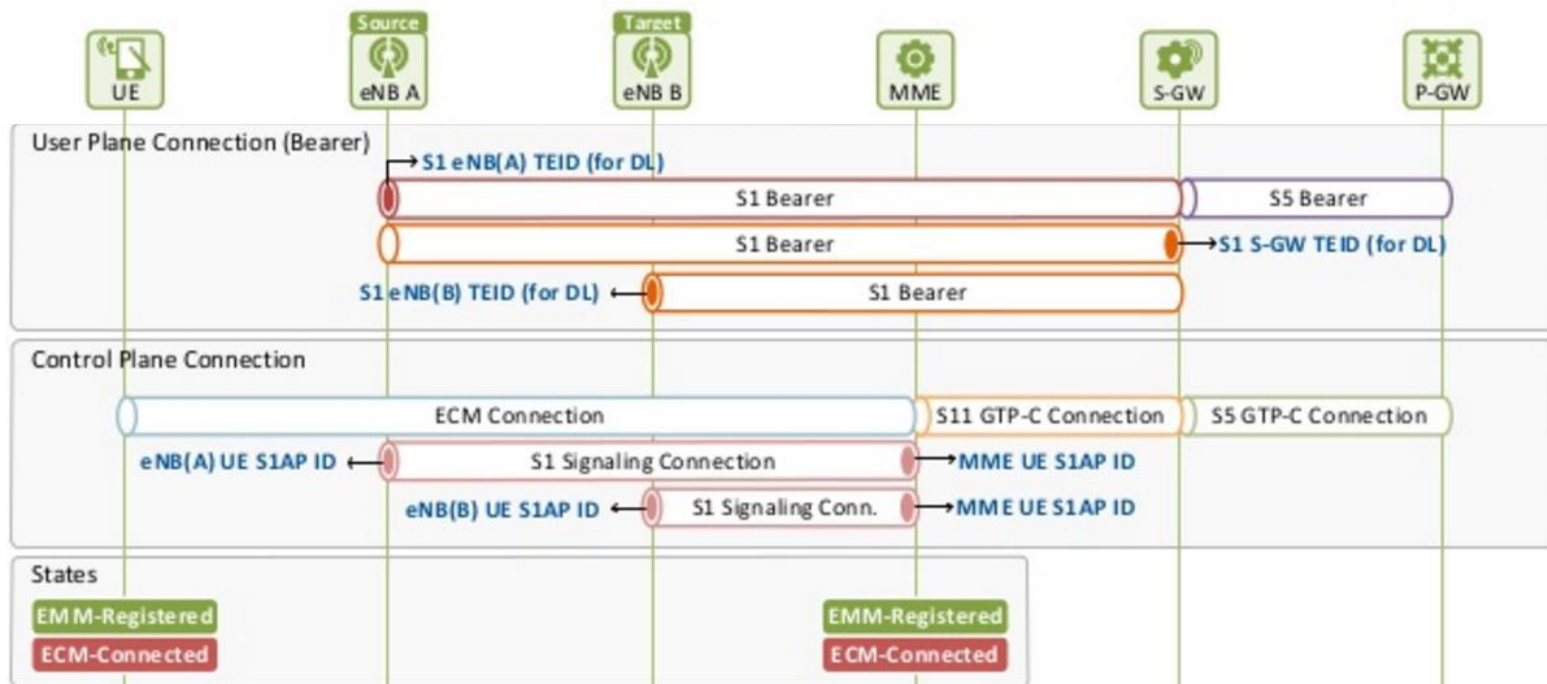 Source
Target
UE
eNB A
eNB B
MME
S-GW
P-GW
User Plane Connection (Bearer)
S1 eNB(A) TEID (for DL)
S1 Bearer
S5 Bearer
S1 Bearer
S1 S-GW TEID (for DL)
S1 eNB(B) TEID (for DL)
S1 Bearer
Control Plane Connection
ECM Connection
S11 GTP-C Connection
S5 GTP-C Connection
eNB(A) UE S1AP ID
S1 Signaling Connection
MME UE S1AP ID
eNB(B) UE S1AP ID
S1 Signaling Conn.
MME UE S1AP ID
States
EMM-Registered
EMM-Registered
ECM-Connected
ECM-Connected